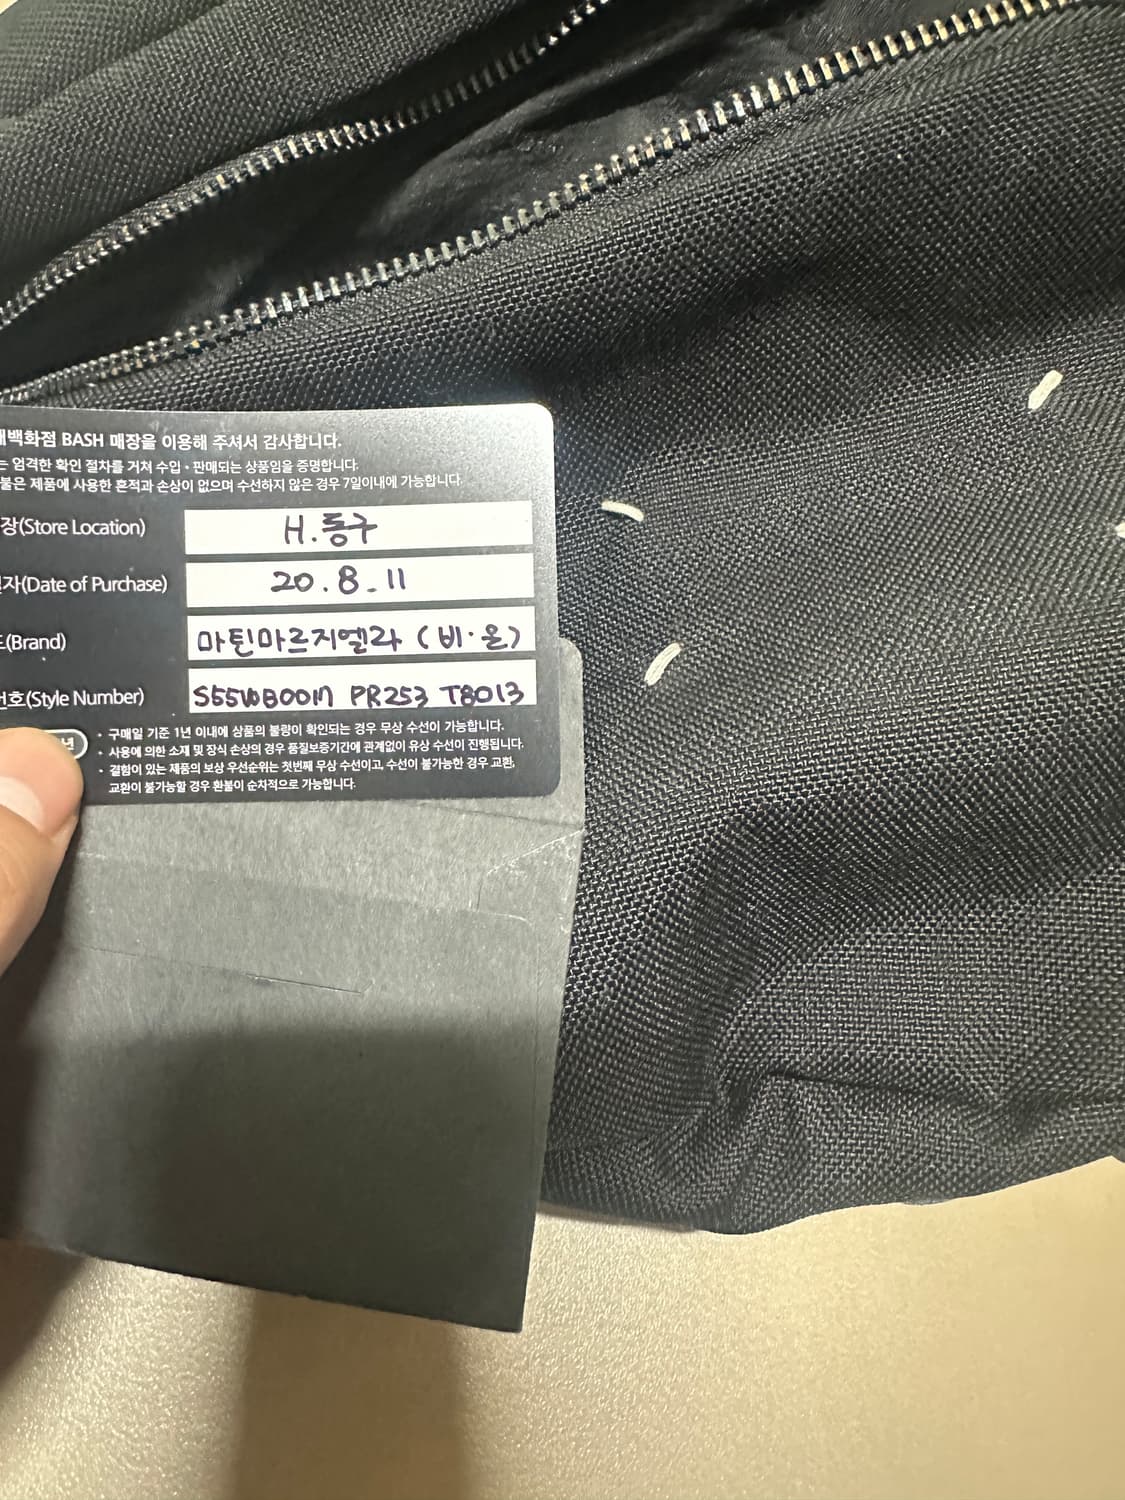 백화점 BASH 매장을 이용해 주셔서 감사합니다.
는 엄격한 확인 절차를 거쳐 수입·판매되는 상품임을 증명합니다.
불은 제품에 사용한 흔적과 손상이 없으며 수선하지 않은 경우 7일이내에 가능합니다.
장(Store Location) H.동구
자(Date of Purchase) 20.8.11
(Brand) 마틴마르지엘라 (비·온)
호(Style Number) S55WB0011 PR253 T8013
년
· 구매일 기준 1년 이내에 상품의 불량이 확인되는 경우 무상 수선이 가능합니다.
· 사용에 의한 소재 및 장식 손상의 경우 품질보증기간에 관계없이 유상 수선이 진행됩니다.
· 결함이 있는 제품의 보상 우선순위는 첫번째 무상 수선이고, 수선이 불가능한 경우 교환,
교환이 불가능할 경우 환불이 순차적으로 가능합니다.